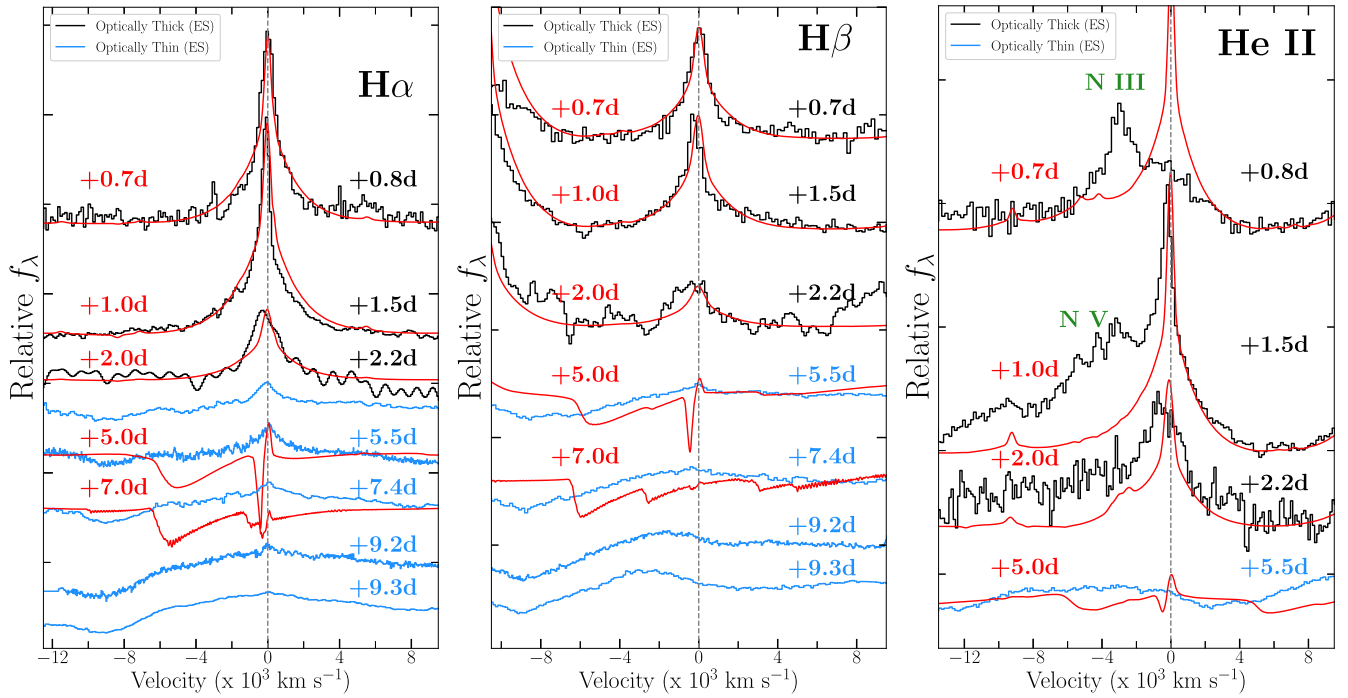 Relative fλ
Optically Thick (ES)
Optically Thin (ES)
Hα
+0.7d
+0.8d
+1.0d
+1.5d
+2.0d
+2.2d
+5.0d
+5.5d
+7.0d
+7.4d
+9.2d
+9.3d
-12 -8 -4 0 4 8
Velocity (x 10³ km s⁻¹)
Relative fλ
Optically Thick (ES)
Optically Thin (ES)
Hβ
+0.7d
+0.7d
+1.0d
+1.5d
+2.0d
+2.2d
+5.0d
+5.5d
+7.0d
+7.4d
+9.2d
+9.3d
-8 -4 0 4 8
Velocity (x 10³ km s⁻¹)
Relative fλ
Optically Thick (ES)
Optically Thin (ES)
He II
N III
+0.7d
+0.8d
N V
+1.0d
+1.5d
+2.0d
+2.2d
+5.0d
+5.5d
-12 -8 -4 0 4 8
Velocity (x 10³ km s⁻¹)